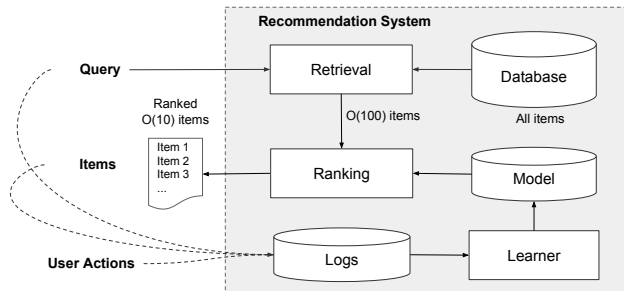 Recommendation System
Query
Retrieval
Database
Ranked
O(10) items
O(100) items
All items
Item 1
Item 2
Item 3
...
Items
Ranking
Model
User Actions
Logs
Learner